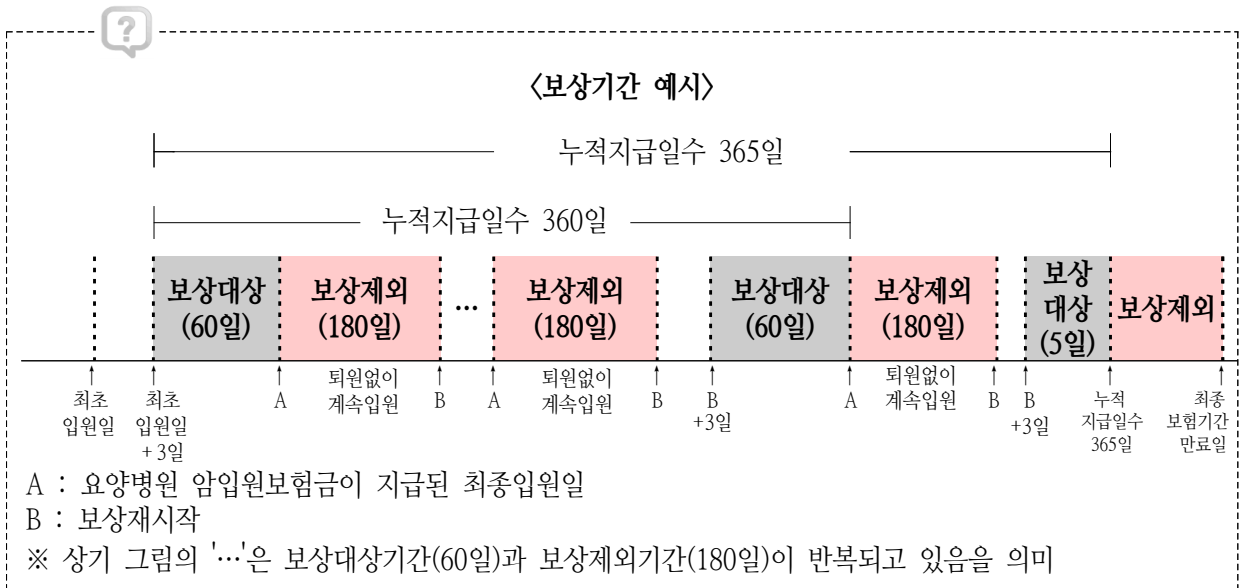 ?
〈보상기간 예시〉
누적지급일수 365일
누적지급일수 360일
보상대상 보상제외 보상제외 보상대상 보상제외 보상 보상제외
(60일) (180일) … (180일) (60일) (180일) 대상
(5일)
최초 최초 A 퇴원없이 B A 퇴원없이 B B A 퇴원없이 B B 누적 최종
입원일 입원일 계속입원 계속입원 +3일 계속입원 +3일 지급일수 보험기간
+ 3일 365일 만료일
A : 요양병원 암입원보험금이 지급된 최종입원일
B : 보상재시작
※ 상기 그림의 '…'은 보상대상기간(60일)과 보상제외기간(180일)이 반복되고 있음을 의미